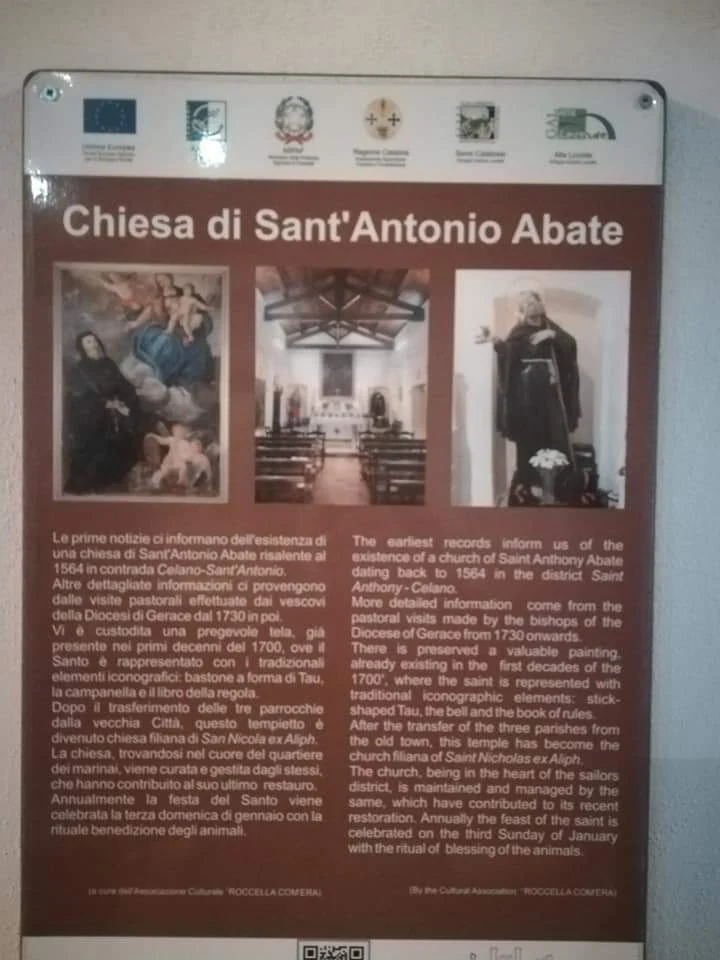 Unione Europea
Regione Calabria
Serre Calabresi
Alta Locride
Chiesa di Sant'Antonio Abate
Le prime notizie ci informano dell'esistenza di
una chiesa di Sant'Antonio Abate risalente al
1564 in contrada Celano-Sant'Antonio.
Altre dettagliate informazioni ci provengono
dalle visite pastorali effettuate dai vescovi
della Diocesi di Gerace dal 1730 in poi.
Vi è custodita una pregevole tela, già
presente nei primi decenni del 1700, ove il
Santo è rappresentato con i tradizionali
elementi iconografici: bastone a forma di Tau,
la campanella e il libro della regola.
Dopo il trasferimento delle tre parrocchie
dalla vecchia Città, questo tempietto è
divenuto chiesa filiana di San Nicola ex Aliph.
La chiesa, trovandosi nel cuore del quartiere
dei marinai, viene curata e gestita dagli stessi,
che hanno contribuito al suo ultimo restauro.
Annualmente la festa del Santo viene
celebrata la terza domenica di gennaio con la
rituale benedizione degli animali.
(a cura dell'Associazione Culturale "ROCCELLA COM'ERA)
The earliest records inform us of the
existence of a church of Saint Anthony Abate
dating back to 1564 in the district Saint
Anthony - Celano.
More detailed information come from the
pastoral visits made by the bishops of the
Diocese of Gerace from 1730 onwards.
There is preserved a valuable painting,
already existing in the first decades of the
1700', where the saint is represented with
traditional iconographic elements: stick-
shaped Tau, the bell and the book of rules.
After the transfer of the three parishes from
the old town, this temple has become the
church filiana of Saint Nicholas ex Aliph.
The church, being in the heart of the sailors
district, is maintained and managed by the
same, which have contributed to its recent
restoration. Annually the feast of the saint is
celebrated on the third Sunday of January
with the ritual of blessing of the animals.
(By the Cultural Association "ROCCELLA COM'ERA)